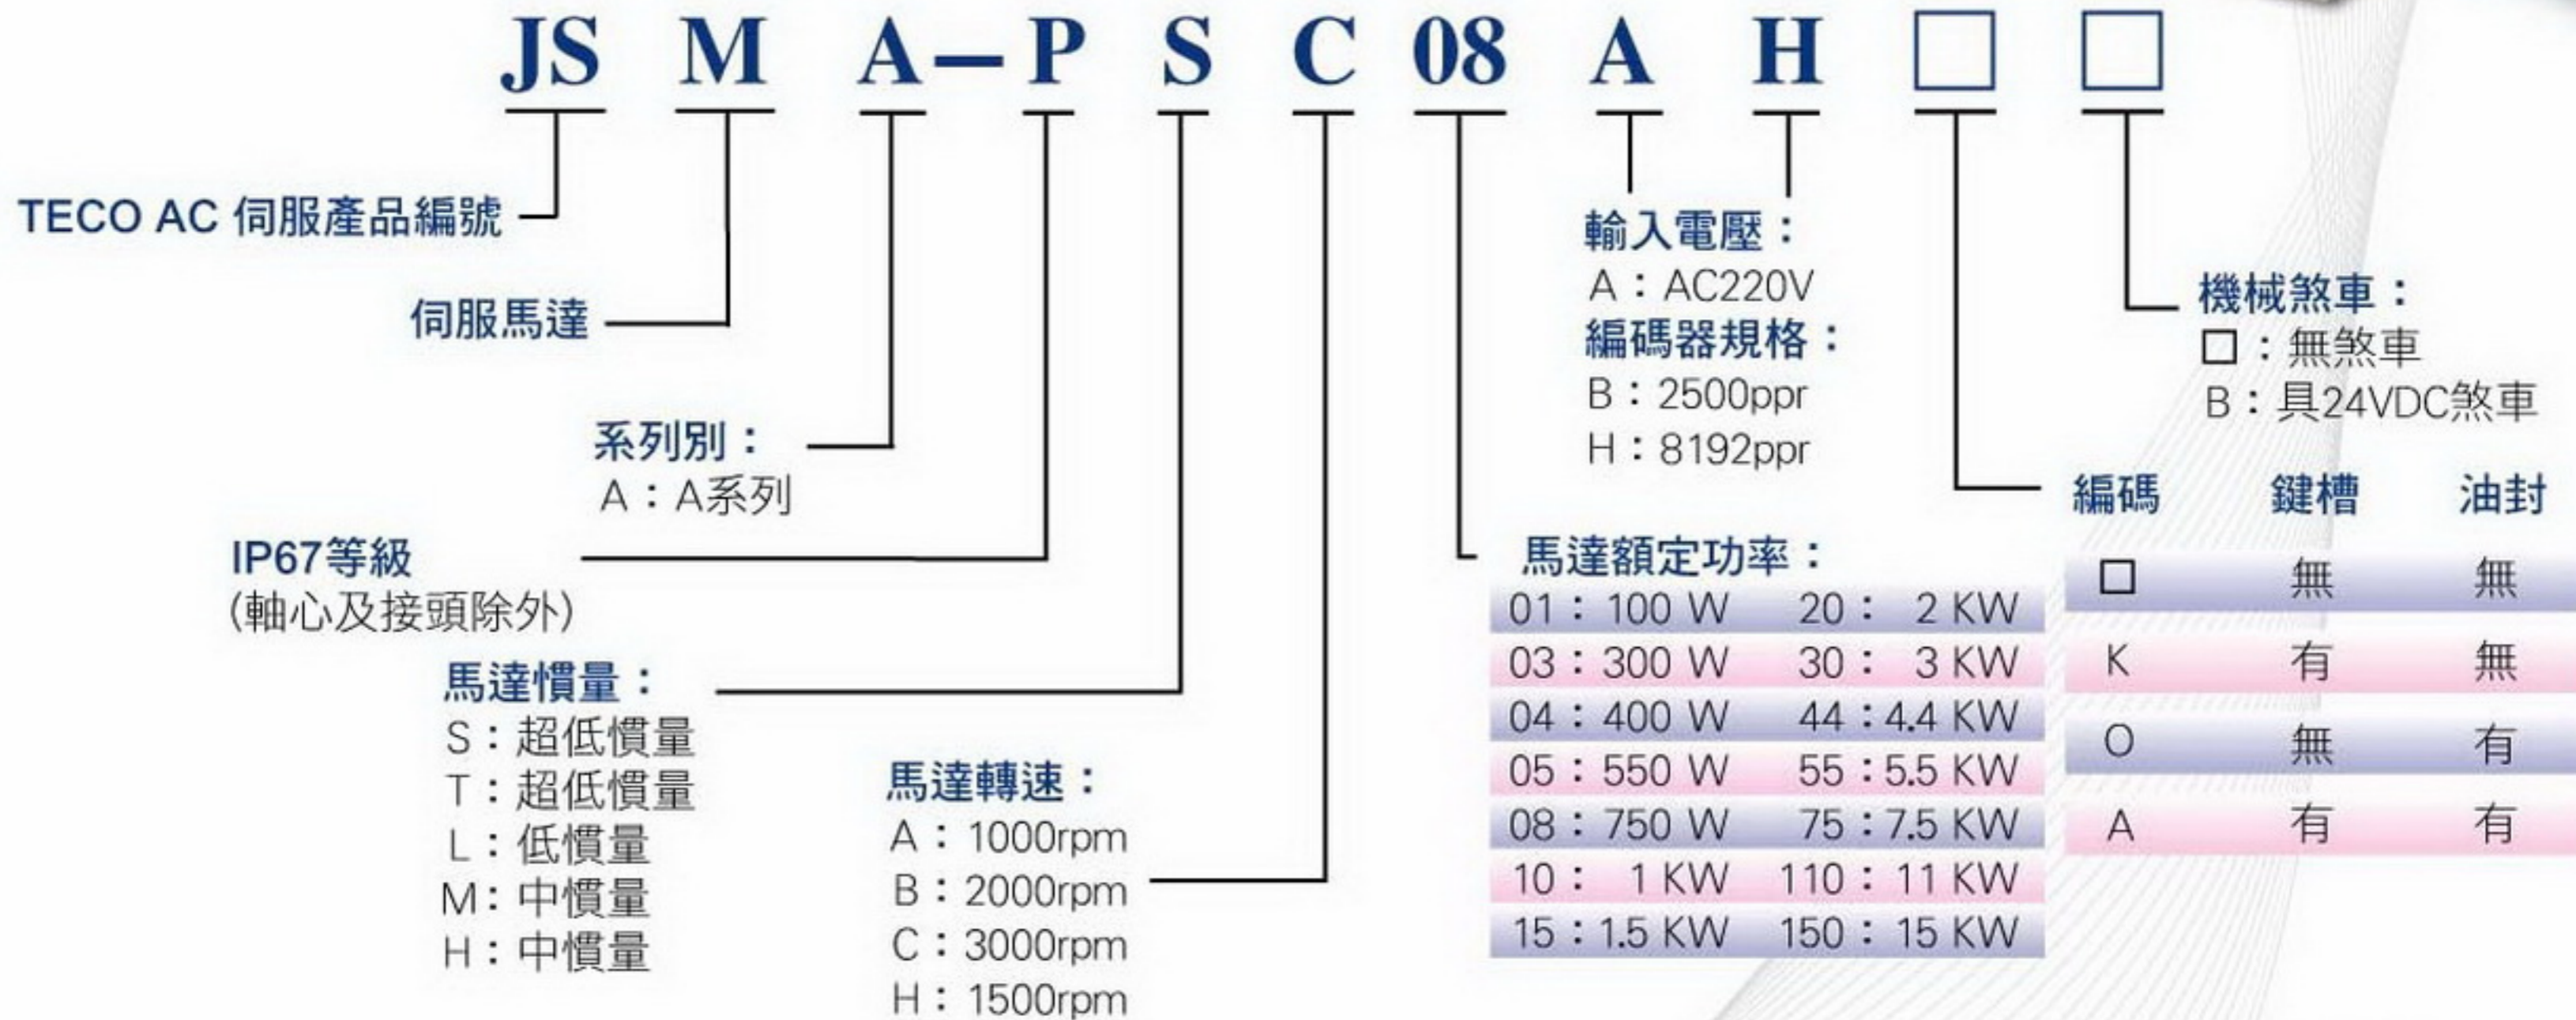 JS M A－P S C 08 A H □ □
TECO AC 伺服產品編號
伺服馬達
系列別：
A：A系列
IP67等級
(軸心及接頭除外)
馬達慣量：
S：超低慣量
T：超低慣量
L：低慣量
M：中慣量
H：中慣量
馬達轉速：
A：1000rpm
B：2000rpm
C：3000rpm
H：1500rpm
馬達額定功率：
01：100 W 20：2 KW
03：300 W 30：3 KW
04：400 W 44：4.4 KW
05：550 W 55：5.5 KW
08：750 W 75：7.5 KW
10：1 KW 110：11 KW
15：1.5 KW 150：15 KW
輸入電壓：
A：AC220V
編碼器規格：
B：2500ppr
H：8192ppr
編碼 鍵槽 油封
□ 無 無
K 有 無
O 無 有
A 有 有
機械煞車：
□：無煞車
B：具24VDC煞車